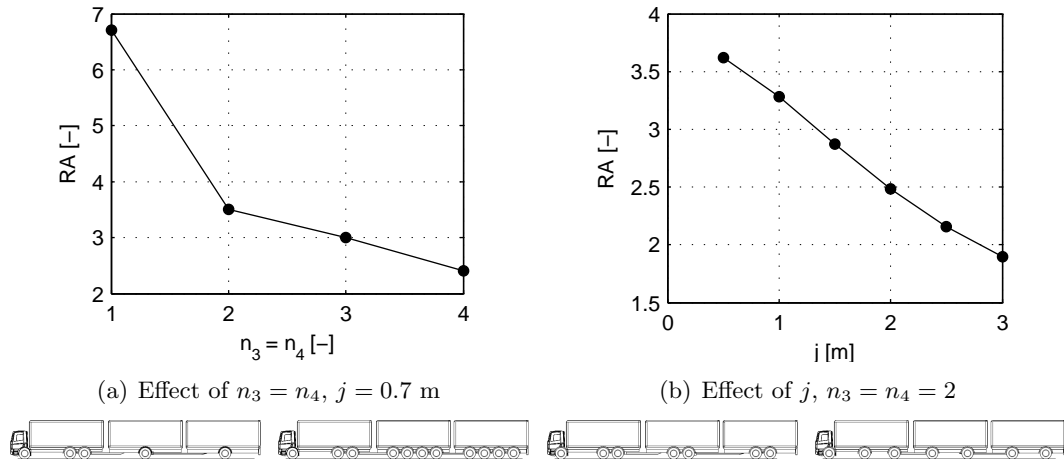 7
6
5
4
3
2
RA [−]
1 2 3 4
n3 = n4 [−]
(a) Effect of n3 = n4, j = 0.7 m
4
3.5
3
2.5
2
1.5
RA [−]
0 1 2 3
j [m]
(b) Effect of j, n3 = n4 = 2